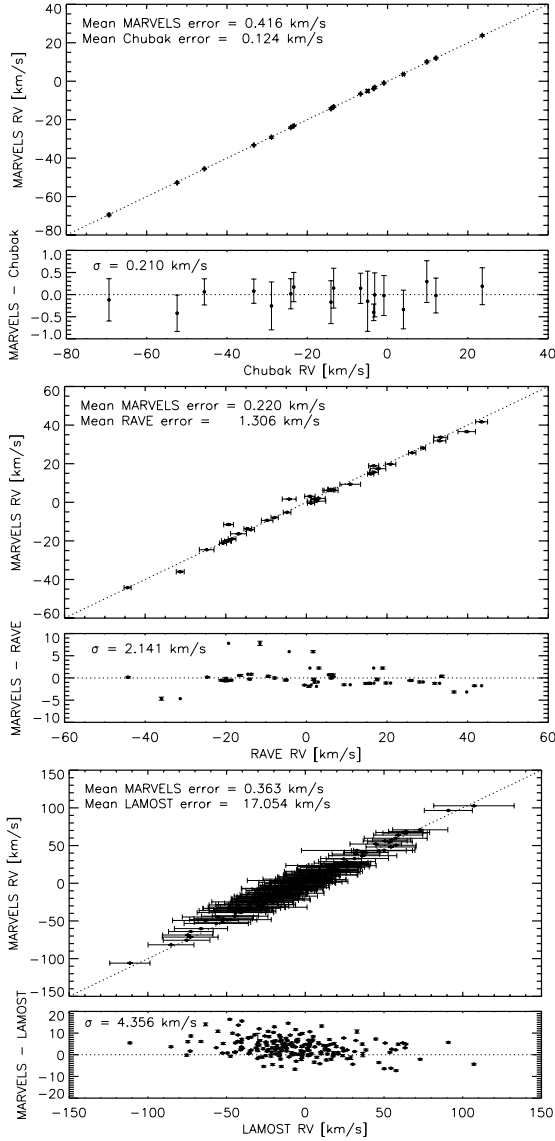 40
20
0
−20
−40
−60
−80
MARVELS RV [km/s]
Mean MARVELS error = 0.416 km/s
Mean Chubak error = 0.124 km/s
1.0
0.5
0.0
−0.5
−1.0
MARVELS − Chubak
σ = 0.210 km/s
−80 −60 −40 −20 0 20 40
Chubak RV [km/s]
60
40
20
0
−20
−40
−60
MARVELS RV [km/s]
Mean MARVELS error = 0.220 km/s
Mean RAVE error = 1.306 km/s
10
5
0
−5
−10
MARVELS − RAVE
σ = 2.141 km/s
−60 −40 −20 0 20 40 60
RAVE RV [km/s]
150
100
50
0
−50
−100
−150
MARVELS RV [km/s]
Mean MARVELS error = 0.363 km/s
Mean LAMOST error = 17.054 km/s
20
10
0
−10
−20
MARVELS − LAMOST
σ = 4.356 km/s
−150 −100 −50 0 50 100 150
LAMOST RV [km/s]